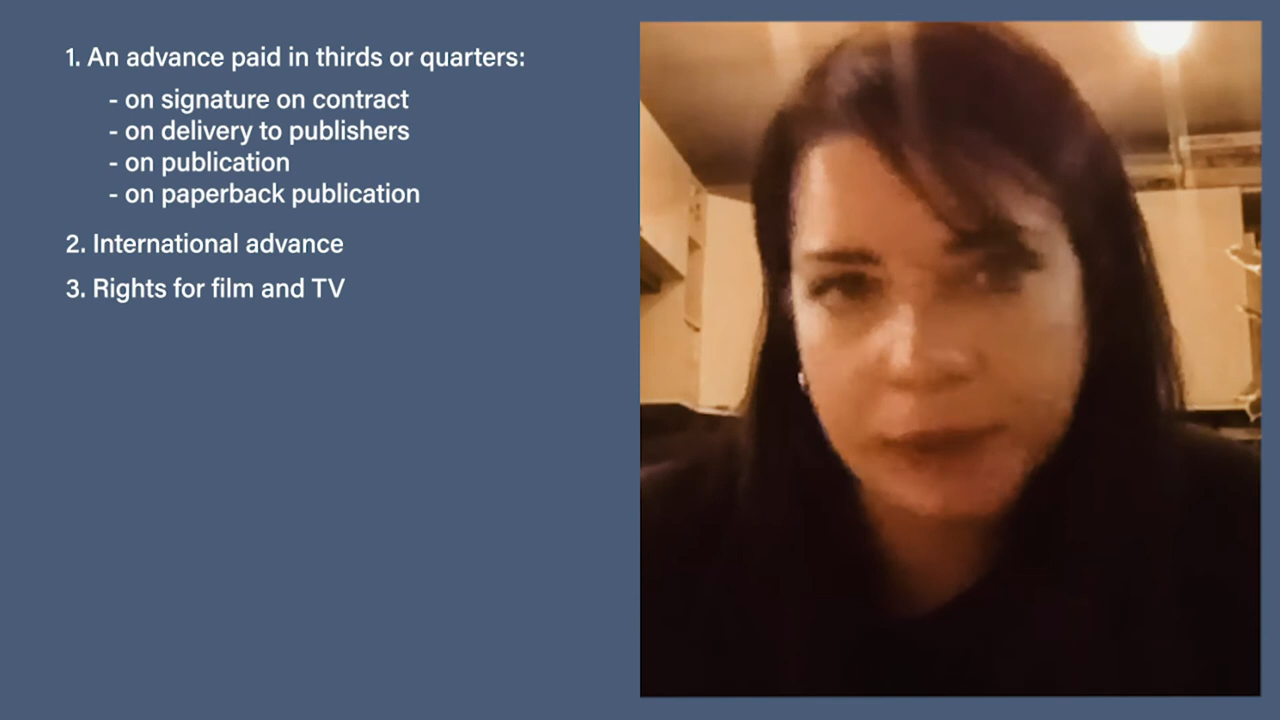 1. An advance paid in thirds or quarters:
- on signature on contract
- on delivery to publishers
- on publication
- on paperback publication
2. International advance
3. Rights for film and TV